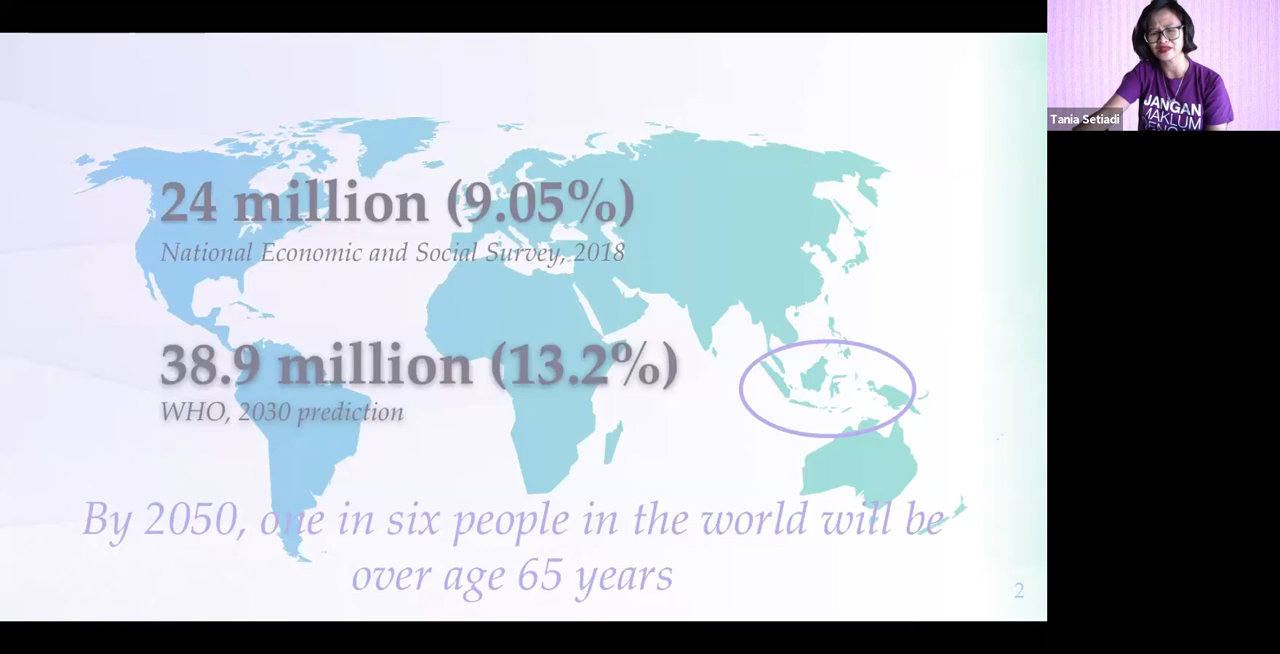 24 million (9.05%)
National Economic and Social Survey, 2018
38.9 million (13.2%)
WHO, 2030 prediction
By 2050, one in six people in the world will be
over age 65 years
2
Tania Setiadi
JANGAN
MAKLUM